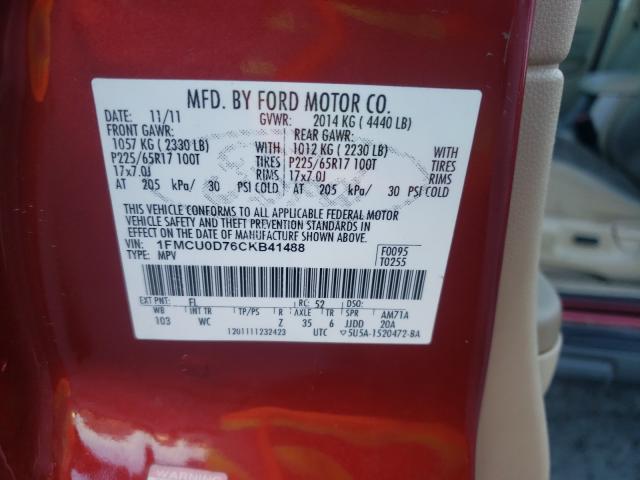 MFD. BY FORD MOTOR CO.
DATE: 11/11 GVWR: 2014 KG ( 4440 LB)
FRONT GAWR: REAR GAWR:
1057 KG ( 2330 LB) WITH 1012 KG ( 2230 LB) WITH
P225/65R17 100T TIRES P225/65R17 100T TIRES
17x7.0J RIMS 17x7.0J RIMS
AT 205 kPa/ 30 PSI COLD AT 205 kPa/ 30 PSI COLD
THIS VEHICLE CONFORMS TO ALL APPLICABLE FEDERAL MOTOR
VEHICLE SAFETY AND THEFT PREVENTION STANDARDS IN
EFFECT ON THE DATE OF MANUFACTURE SHOWN ABOVE.
VIN: 1FMCU0D76CKB41488 F0095
TYPE: MPV T0255
EXT PNT: FL RC: 52 DSO:
WB INT TR TP/PS R AXLE TR SPR AM71A
103 WC Z 35 6 JJDD 20A
1201111232423 UTC ▽5U5A-1520472-BA
WARNING